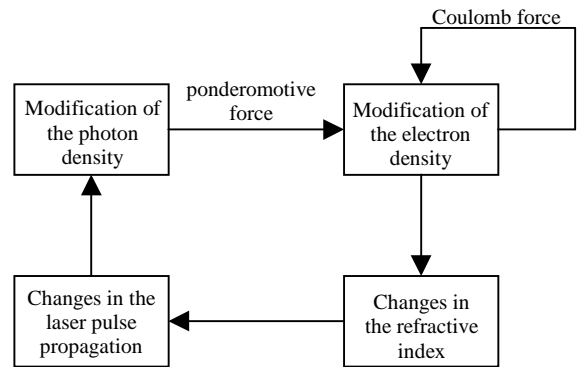 Coulomb force
Modification of
the photon
density
ponderomotive
force
Modification of
the electron
density
Changes in the
laser pulse
propagation
Changes in
the refractive
index